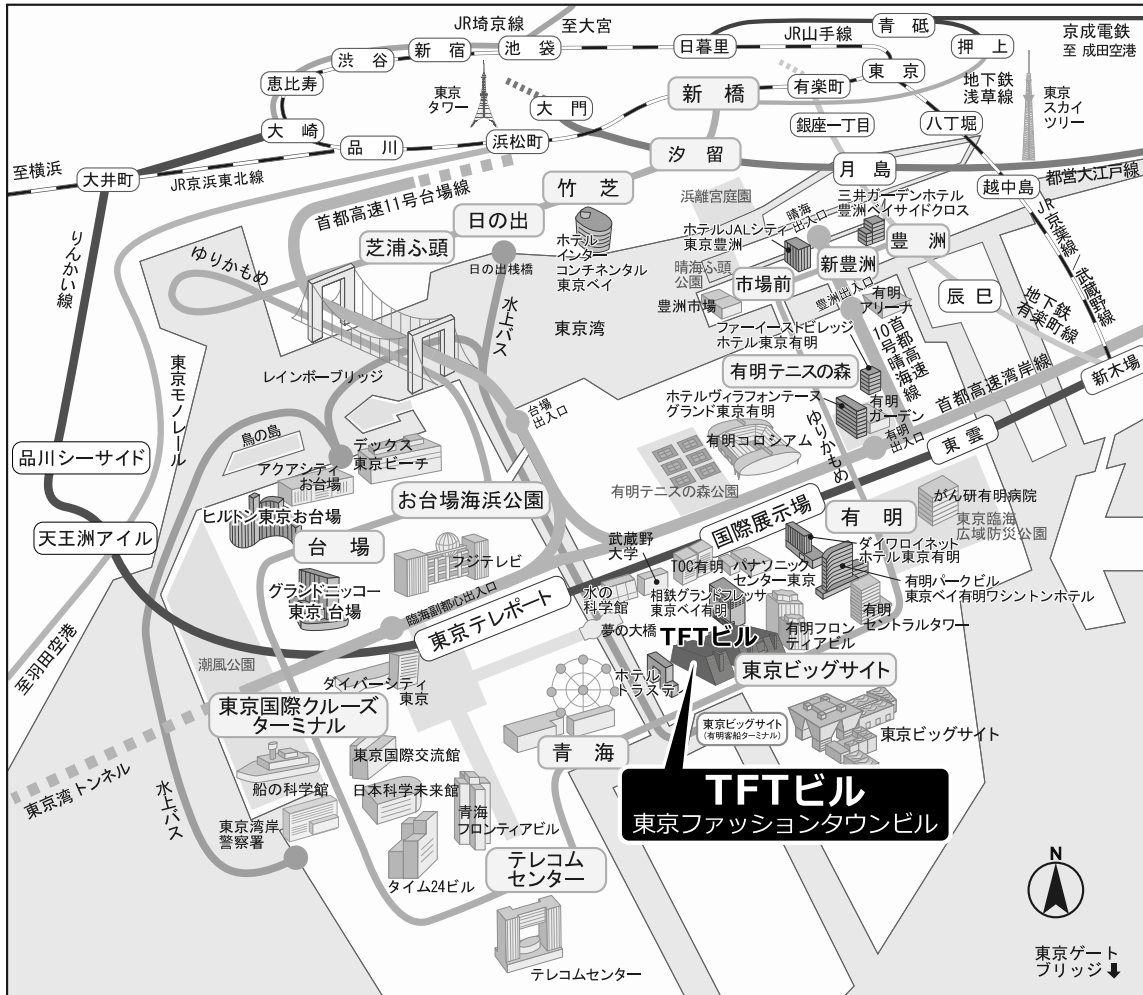 JR埼京線
至大宮
青砥
京成電鉄
至 成田空港
新宿
池袋
日暮里
JR山手線
押上
渋谷
恵比寿
東京
タワー
大門
新橋
有楽町
東京
地下鉄
浅草線
東京
スカイ
ツリー
大崎
品川
浜松町
銀座一丁目
八丁堀
至横浜
大井町
JR京浜東北線
汐留
月島
越中島
都営大江戸線
首都高速11号台場線
竹芝
浜離宮庭園
三井ガーデンホテル
豊洲ベイサイドクロス
りんかい線
ゆりかもめ
芝浦ふ頭
日の出
日の出桟橋
ホテル
インター
コンチネンタル
東京ベイ
ホテルJALシティ
東京豊洲
晴海
出入口
豊洲
新豊洲
JR京葉線/武蔵野線
晴海ふ頭
公園
市場前
豊洲出入口
有明
アリーナ
辰巳
地下鉄
有楽町線
水上バス
東京湾
豊洲市場
ファーイーストビレッジ
ホテル東京有明
首都高速
10号晴海線
東京モノレール
レインボーブリッジ
有明テニスの森
首都高速湾岸線
新木場
台場
出入口
ホテルヴィラフォンテーヌ
グランド東京有明
有明
ガーデン
有明
出入口
鳥の島
デックス
東京ビーチ
有明コロシアム
ゆりかもめ
東雲
品川シーサイド
アクアシティ
お台場
お台場海浜公園
有明テニスの森公園
ヒルトン東京お台場
国際展示場
有明
がん研有明病院
東京臨海
広域防災公園
天王洲アイル
台場
フジテレビ
武蔵野
大学
TOC有明
パナソニック
センター東京
ダイワロイネット
ホテル東京有明
グランドニッコー
東京 台場
臨海副都心出入口
東京テレポート
水の
科学館
相鉄グランドフレッサ
東京ベイ有明
有明パークビル
東京ベイ有明ワシントンホテル
有明
セントラルタワー
有明フロン
ティアビル
夢の大橋
TFTビル
至羽田空港
潮風公園
ダイバーシティ
東京
ホテル
トラスティ
東京ビッグサイト
東京国際クルーズ
ターミナル
東京ビッグサイト
(有明客船ターミナル)
東京ビッグサイト
青海
東京国際交流館
東京湾トンネル
水上バス
船の科学館
日本科学未来館
青海
フロンティアビル
TFTビル
東京ファッションタウンビル
東京湾岸
警察署
タイム24ビル
テレコム
センター
テレコムセンター
N
東京ゲート
ブリッジ